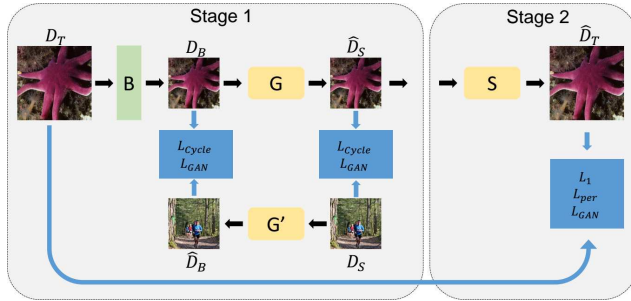 Stage 1
Stage 2
D_T
D_B
D̂_S
D̂_T
B
G
S
L_Cycle
L_GAN
L_Cycle
L_GAN
L_1
L_per
L_GAN
G'
D̂_B
D_S